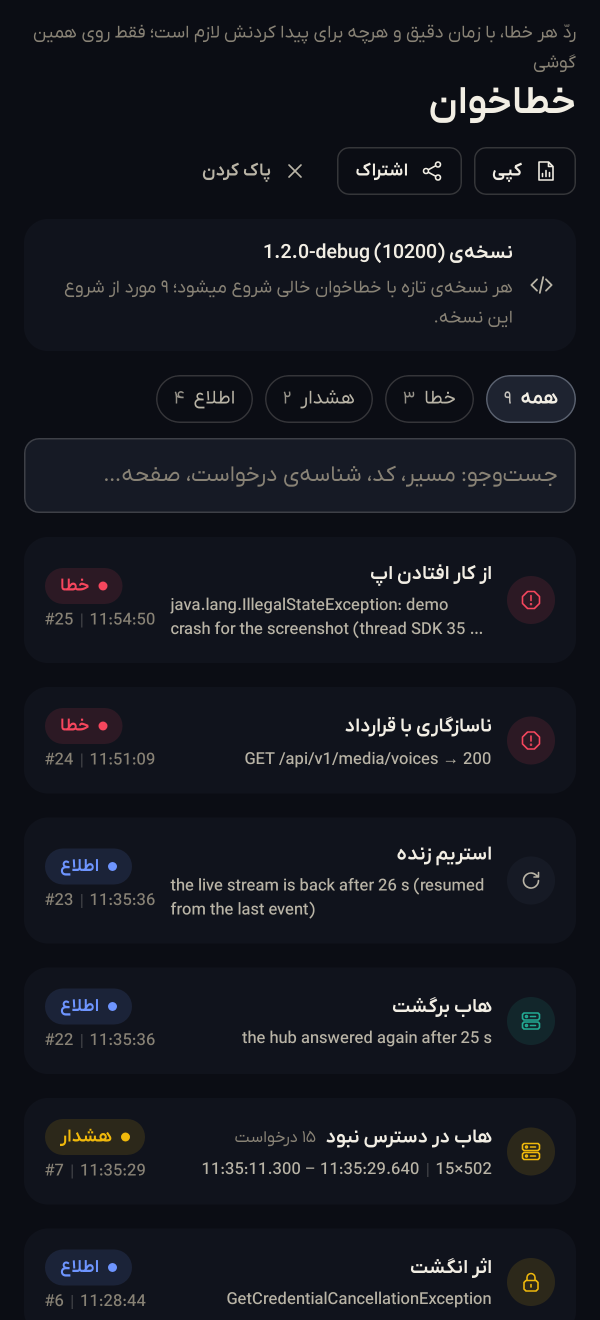 ردّ هر خطا، با زمان دقیق و هرچه برای پیدا کردنش لازم است؛ فقط روی همین
گوشی
خطاخوان
کپی
اشتراک
پاک کردن
نسخه‌ی 1.2.0-debug (10200)
هر نسخه‌ی تازه با خطاخوان خالی شروع میشود؛ ۹ مورد از شروع
این نسخه.
همه ۹
خطا ۳
هشدار ۲
اطلاع ۴
جست‌وجو: مسیر، کد، شناسه‌ی درخواست، صفحه…
از کار افتادن اپ
java.lang.IllegalStateException: demo
crash for the screenshot (thread SDK 35 ...
خطا
#25 | 11:54:50
ناسازگاری با قرارداد
GET /api/v1/media/voices → 200
خطا
#24 | 11:51:09
استریم زنده
the live stream is back after 26 s (resumed
from the last event)
اطلاع
#23 | 11:35:36
هاب برگشت
the hub answered again after 25 s
اطلاع
#22 | 11:35:36
هاب در دسترس نبود ۱۵ درخواست
11:35:11.300 – 11:35:29.640 | 15×502
هشدار
#7 | 11:35:29
اثر انگشت
GetCredentialCancellationException
اطلاع
#6 | 11:28:44